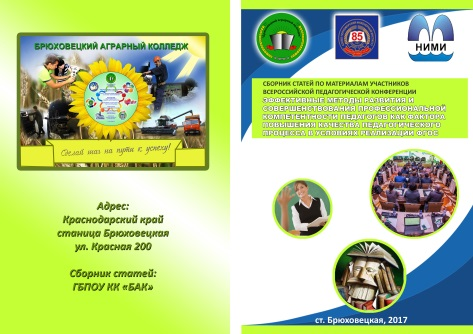 БРЮХОВЕЦКИЙ АГРАРНЫЙ КОЛЛЕДЖ
Сделай шаг на пути к успеху!
Адрес:
Краснодарский край
станица Брюховецкая
ул. Красная 200
Сборник статей:
ГБПОУ КК «БАК»
85
НИМИ
СБОРНИК СТАТЕЙ ПО МАТЕРИАЛАМ УЧАСТНИКОВ
ВСЕРОССИЙСКОЙ ПЕДАГОГИЧЕСКОЙ КОНФЕРЕНЦИИ
ЭФФЕКТИВНЫЕ МЕТОДЫ РАЗВИТИЯ И
СОВЕРШЕНСТВОВАНИЯ ПРОФЕССИОНАЛЬНОЙ
КОМПЕТЕНТНОСТИ ПЕДАГОГОВ КАК ФАКТОРА
ПОВЫШЕНИЯ КАЧЕСТВА ПЕДАГОГИЧЕСКОГО
ПРОЦЕССА В УСЛОВИЯХ РЕАЛИЗАЦИИ ФГОС
ст. Брюховецкая, 2017